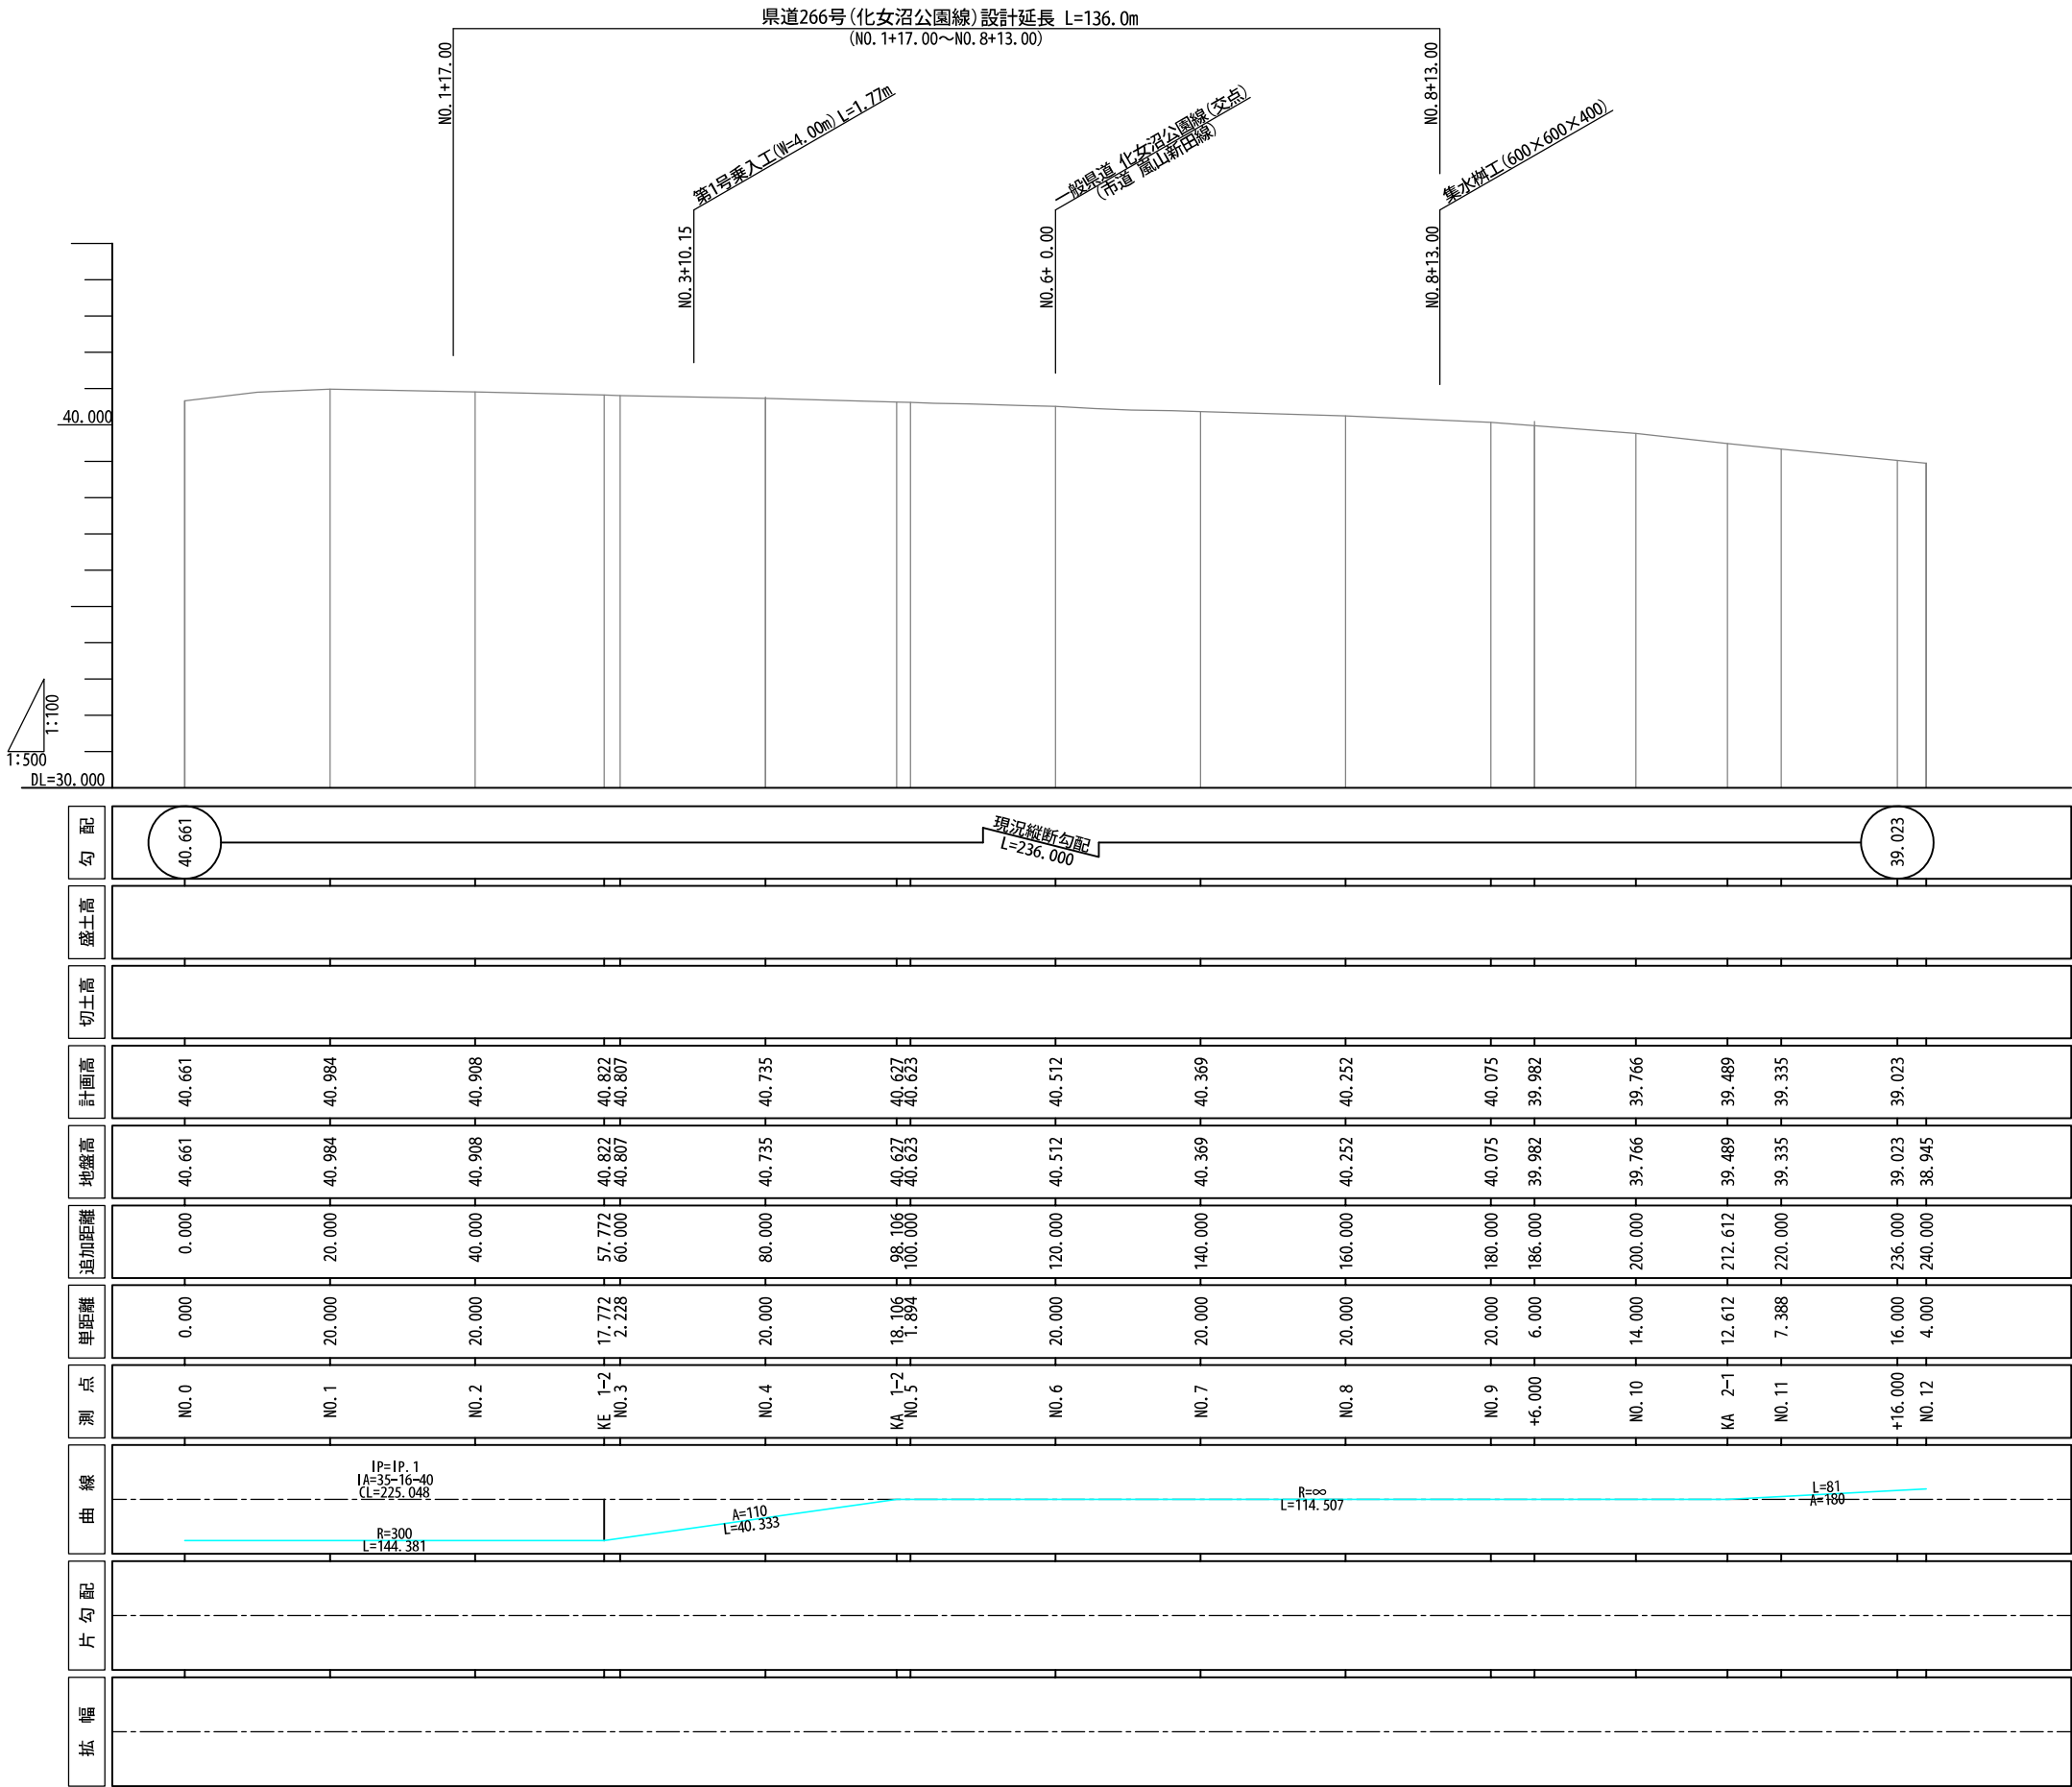 県道266号(化女沼公園線)設計延長 L=136.0m
(NO.1+17.00～NO.8+13.00)
NO.1+17.00
NO.8+13.00
第1号乗入工(W=4.00m)L=1.77m
NO.3+10.15
一般県道 化女沼公園線(交点)
(市道 嵐山新田線)
NO.6+ 0.00
集水桝工(600×600×400)
NO.8+13.00
40.000
1:100
1:500
DL=30.000
勾 配
40.661
現況縦断勾配
L=236.000
39.023
盛土高
切土高
計画高
40.661 40.984 40.908 40.822 40.807 40.735 40.627 40.623 40.512 40.369 40.252 40.075 39.982 39.766 39.489 39.335 39.023
地盤高
40.661 40.984 40.908 40.822 40.807 40.735 40.627 40.623 40.512 40.369 40.252 40.075 39.982 39.766 39.489 39.335 39.023 38.945
追加距離
0.000 20.000 40.000 57.772 60.000 80.000 98.106 100.000 120.000 140.000 160.000 180.000 186.000 200.000 212.612 220.000 236.000 240.000
単距離
0.000 20.000 20.000 17.772 2.228 20.000 18.106 1.894 20.000 20.000 20.000 20.000 6.000 14.000 12.612 7.388 16.000 4.000
測 点
NO.0 NO.1 NO.2 KE 1-2 NO.3 NO.4 KA 1-2 NO.5 NO.6 NO.7 NO.8 NO.9 +6.000 NO.10 KA 2-1 NO.11 +16.000 NO.12
曲 線
IP=IP.1
IA=35-16-40
CL=225.048
R=300
L=144.381
A=110
L=40.333
R=∞
L=114.507
L=81
A=180
片 勾 配
拡 幅